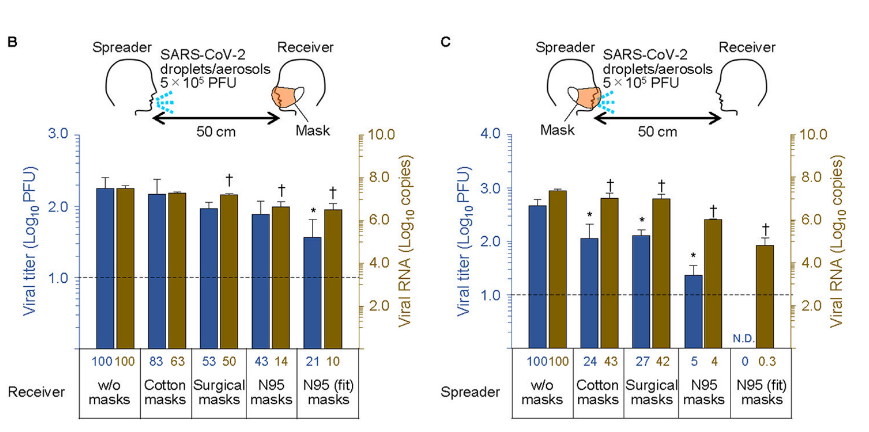 B
Spreader
Receiver
SARS-CoV-2
droplets/aerosols
5 × 10⁵ PFU
50 cm
Mask
Viral titer (Log₁₀ PFU)
3.0
2.0
1.0
†
†
*
†
10.0
8.0
6.0
4.0
2.0
Viral RNA (Log₁₀ copies)
100 100 83 63 53 50 43 14 21 10
Receiver
w/o masks
Cotton masks
Surgical masks
N95 masks
N95 (fit) masks
C
Spreader
Receiver
SARS-CoV-2
droplets/aerosols
5 × 10⁵ PFU
Mask
50 cm
Viral titer (Log₁₀ PFU)
4.0
3.0
2.0
1.0
*
†
*
†
*
†
†
N.D.
10.0
8.0
6.0
4.0
2.0
Viral RNA (Log₁₀ copies)
100 100 24 43 27 42 5 4 0 0.3
Spreader
w/o masks
Cotton masks
Surgical masks
N95 masks
N95 (fit) masks